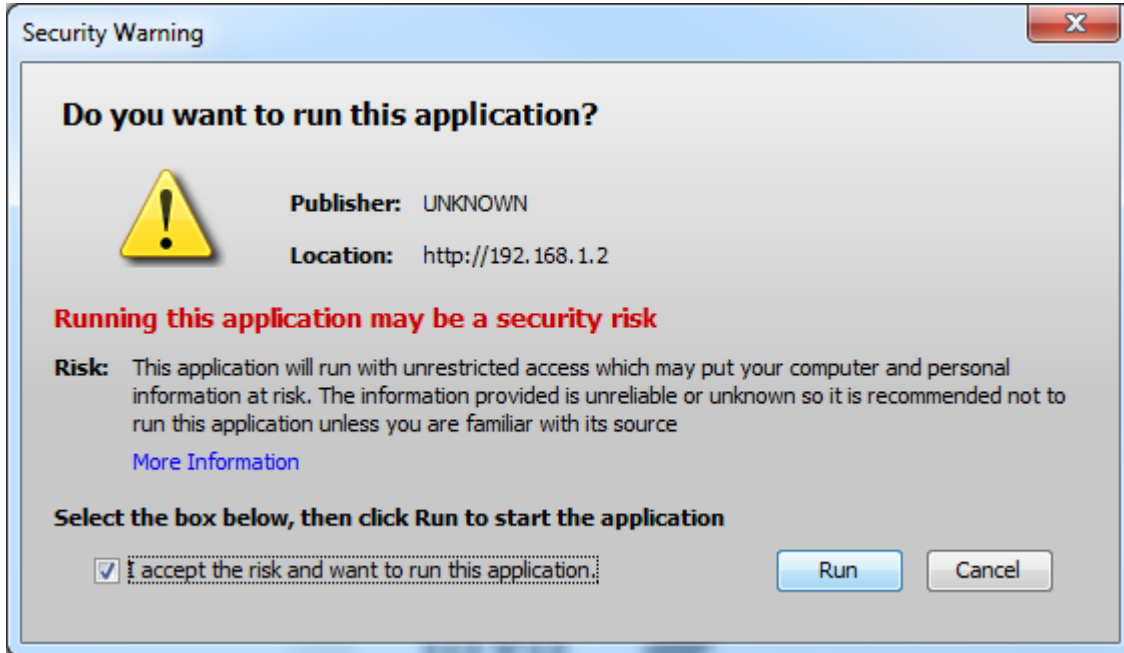 Security Warning
Do you want to run this application?
Publisher: UNKNOWN
Location: http://192.168.1.2
Running this application may be a security risk
Risk: This application will run with unrestricted access which may put your computer and personal
information at risk. The information provided is unreliable or unknown so it is recommended not to
run this application unless you are familiar with its source
More Information
Select the box below, then click Run to start the application
I accept the risk and want to run this application.
Run Cancel